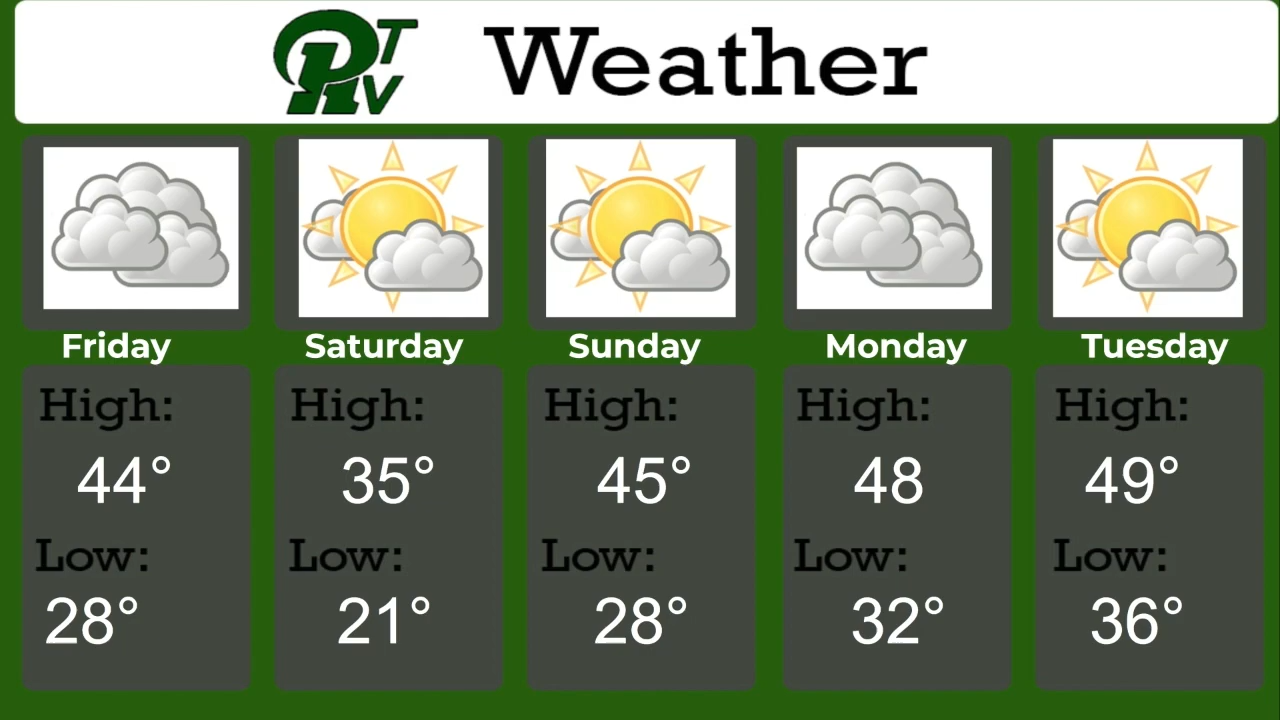 PHTV Weather
Friday Saturday Sunday Monday Tuesday
High: High: High: High: High:
44° 35° 45° 48 49°
Low: Low: Low: Low: Low:
28° 21° 28° 32° 36°